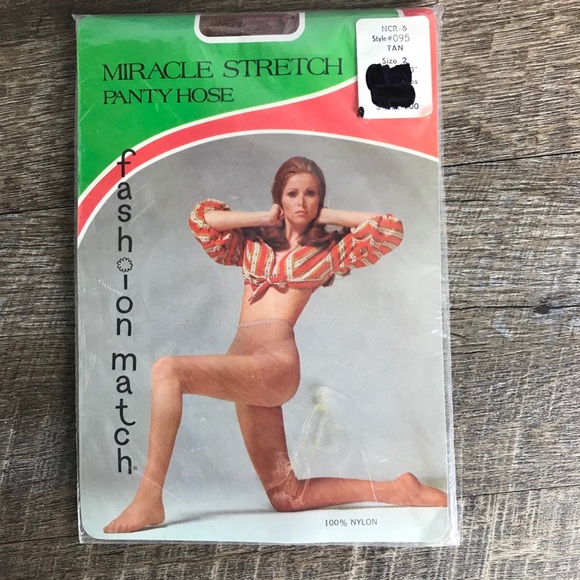 MIRACLE STRETCH
PANTY HOSE
NCR-6
Style #095
TAN
Size 2
fashion match®
100% NYLON